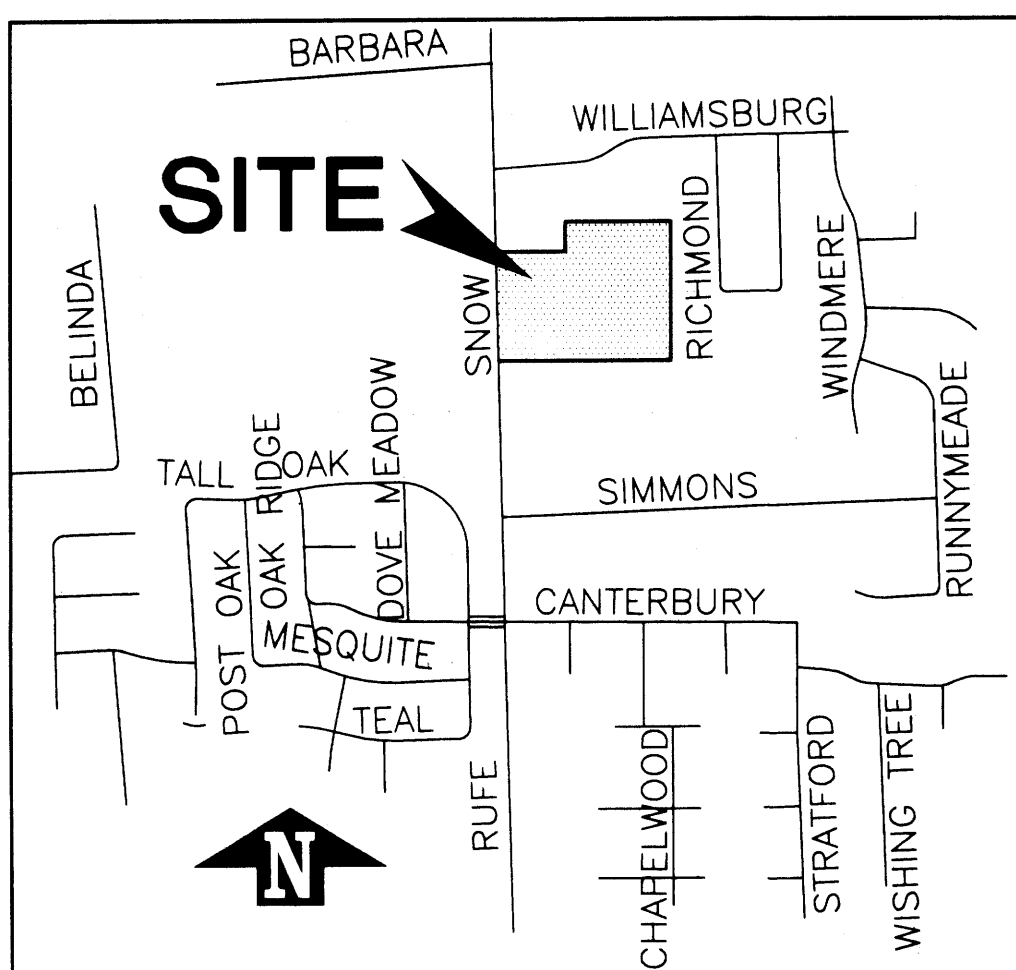 BARBARA
WILLIAMSBURG
SITE
RICHMOND
WINDMERE
BELINDA
SNOW
TALL OAK
OAK RIDGE
DOVE MEADOW
SIMMONS
RUNNYMEADE
POST OAK
CANTERBURY
MESQUITE
TEAL
RUFE
CHAPELWOOD
STRATFORD
WISHING TREE
N